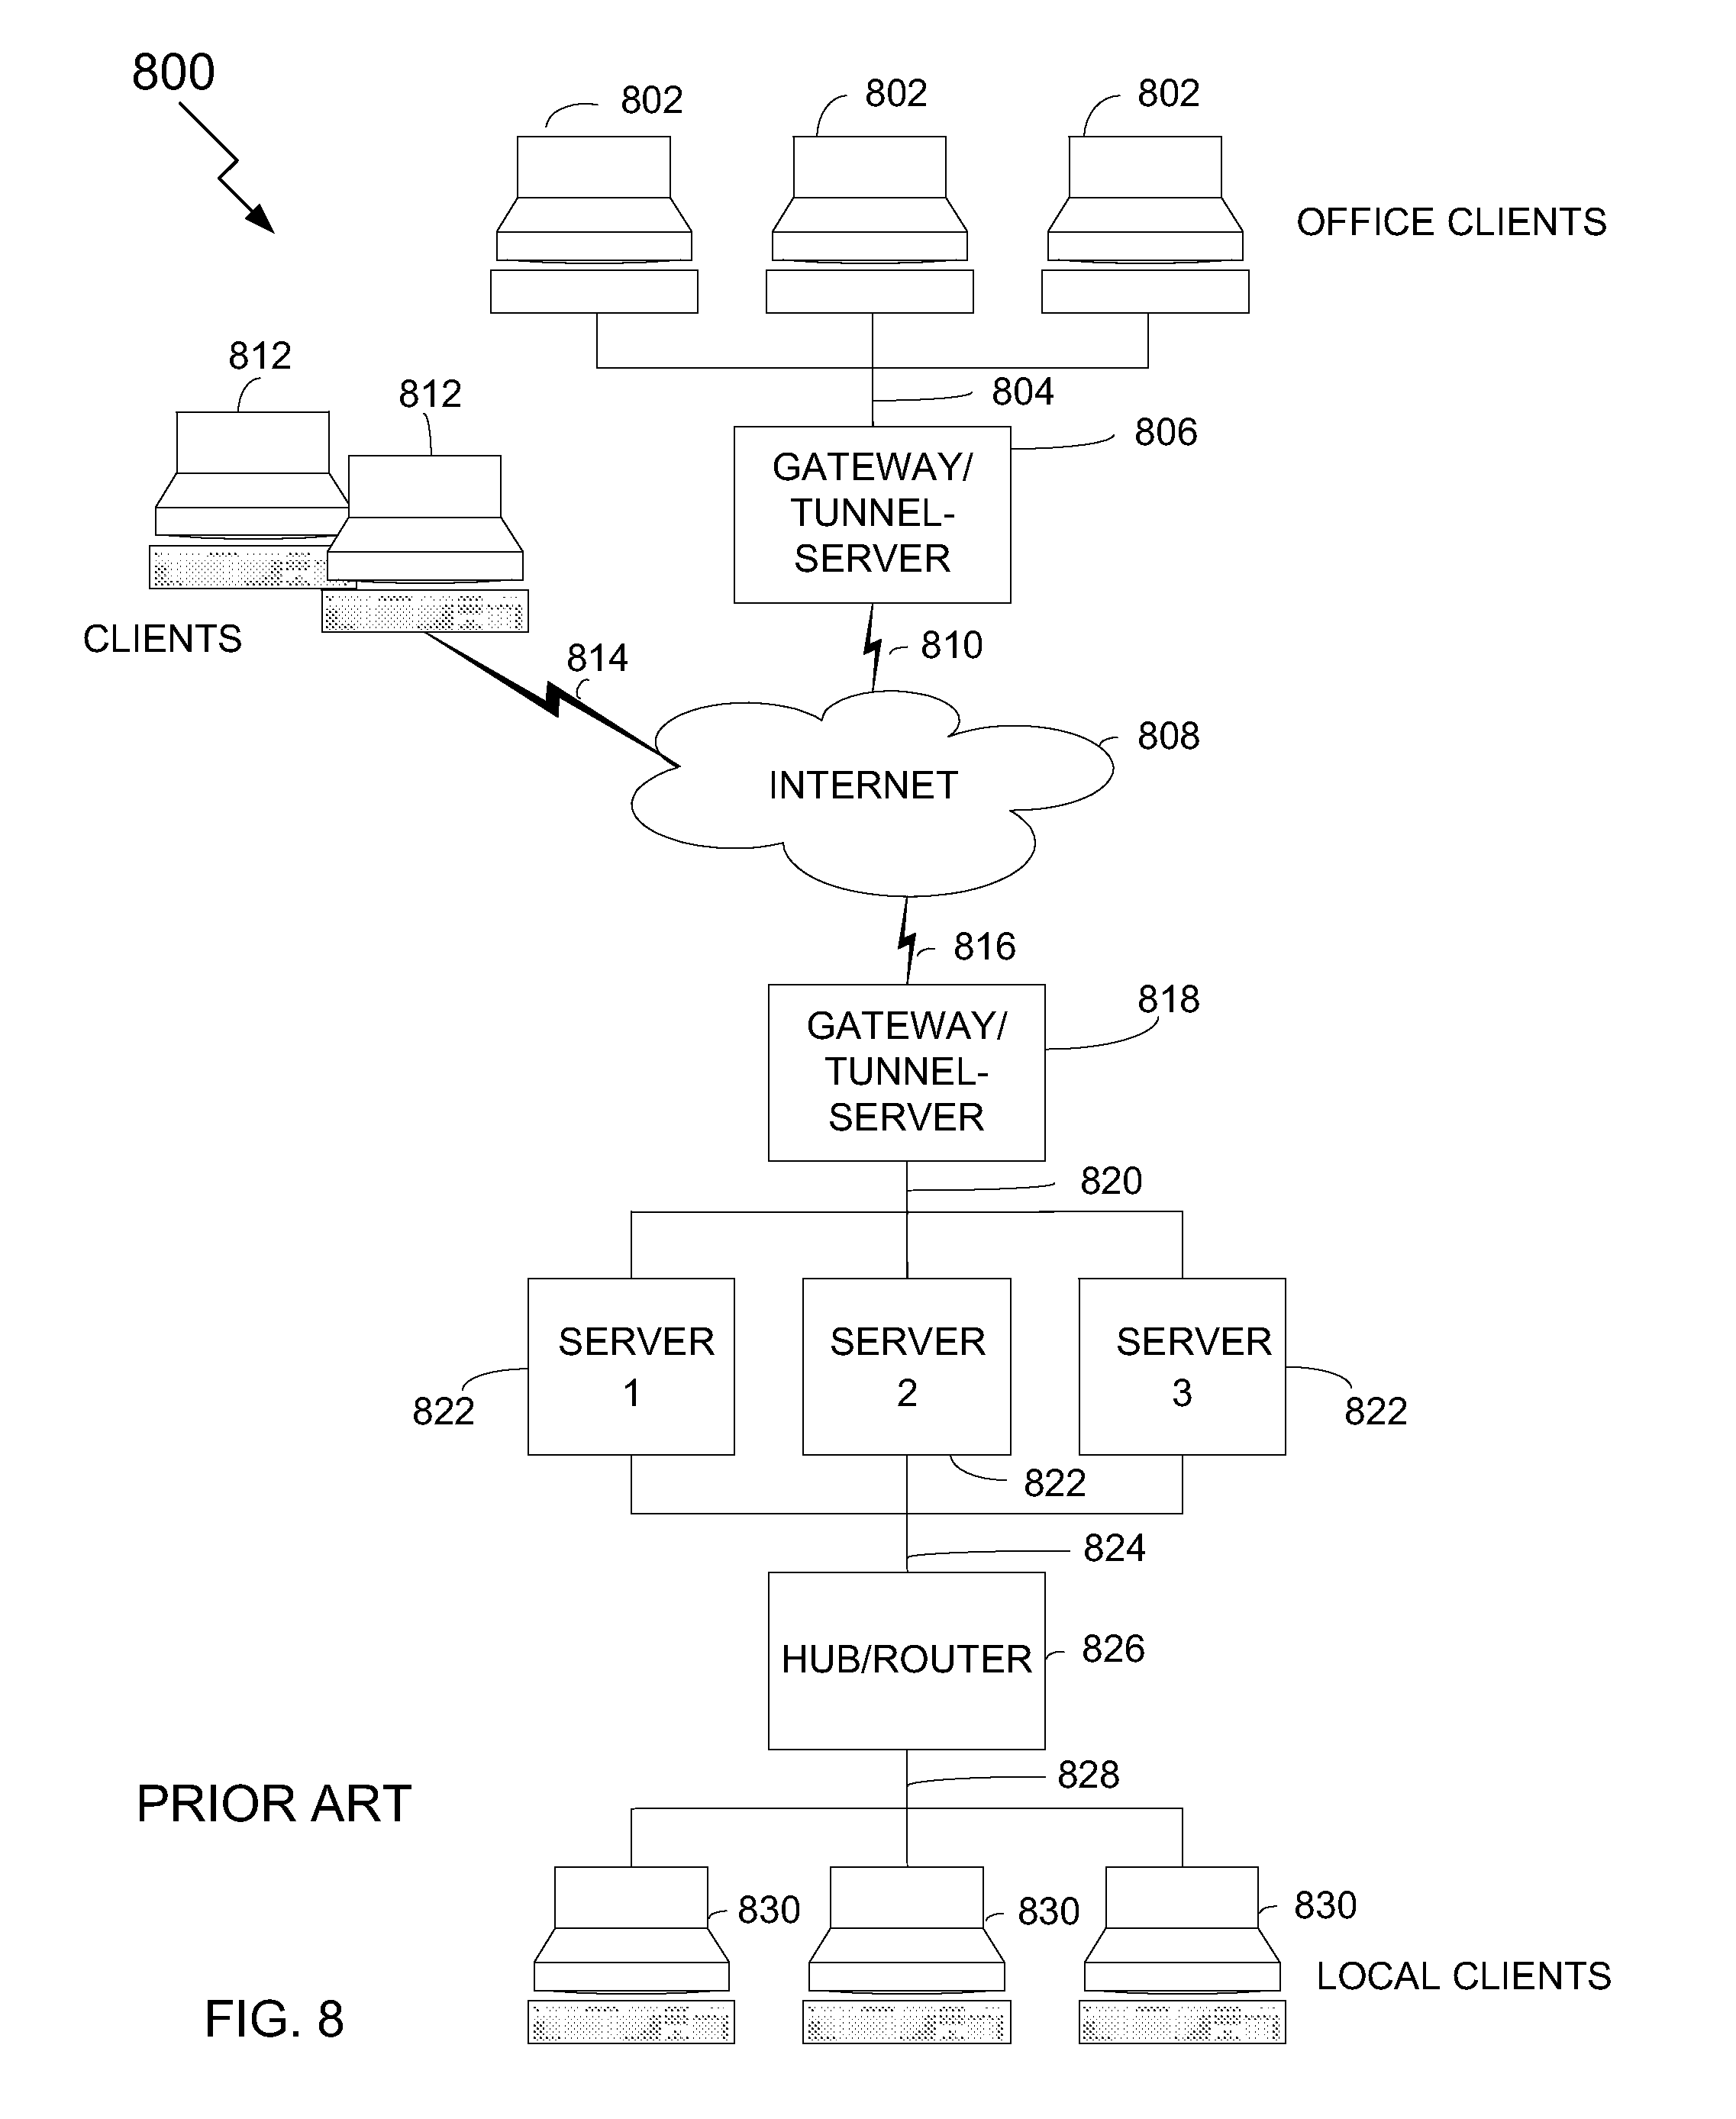 800
802
802
802
OFFICE CLIENTS
812
812
804
806
GATEWAY/
TUNNEL-
SERVER
CLIENTS
814
810
808
INTERNET
816
818
GATEWAY/
TUNNEL-
SERVER
820
SERVER
1
SERVER
2
SERVER
3
822
822
822
824
HUB/ROUTER
826
828
PRIOR ART
830
830
830
LOCAL CLIENTS
FIG. 8